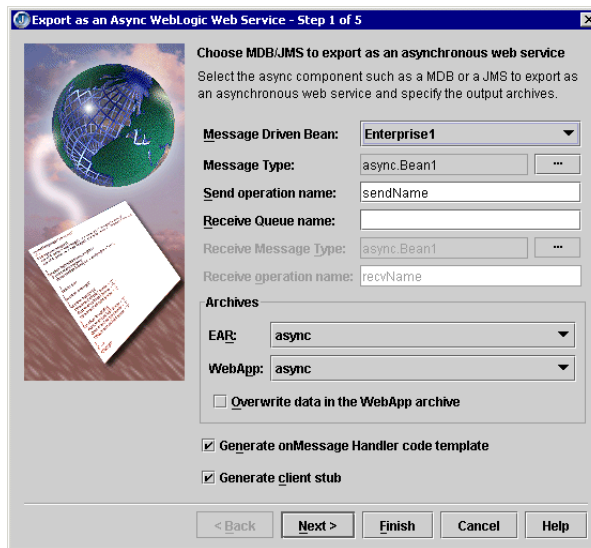 Export as an Async WebLogic Web Service - Step 1 of 5
Choose MDB/JMS to export as an asynchronous web service
Select the async component such as a MDB or a JMS to export as
an asynchronous web service and specify the output archives.
Message Driven Bean: Enterprise1
Message Type: async.Bean1 ...
Send operation name: sendName
Receive Queue name:
Receive Message Type: async.Bean1 ...
Receive operation name: recvName
Archives
EAR: async
WebApp: async
Overwrite data in the WebApp archive
Generate onMessage Handler code template
Generate client stub
< Back Next > Finish Cancel Help